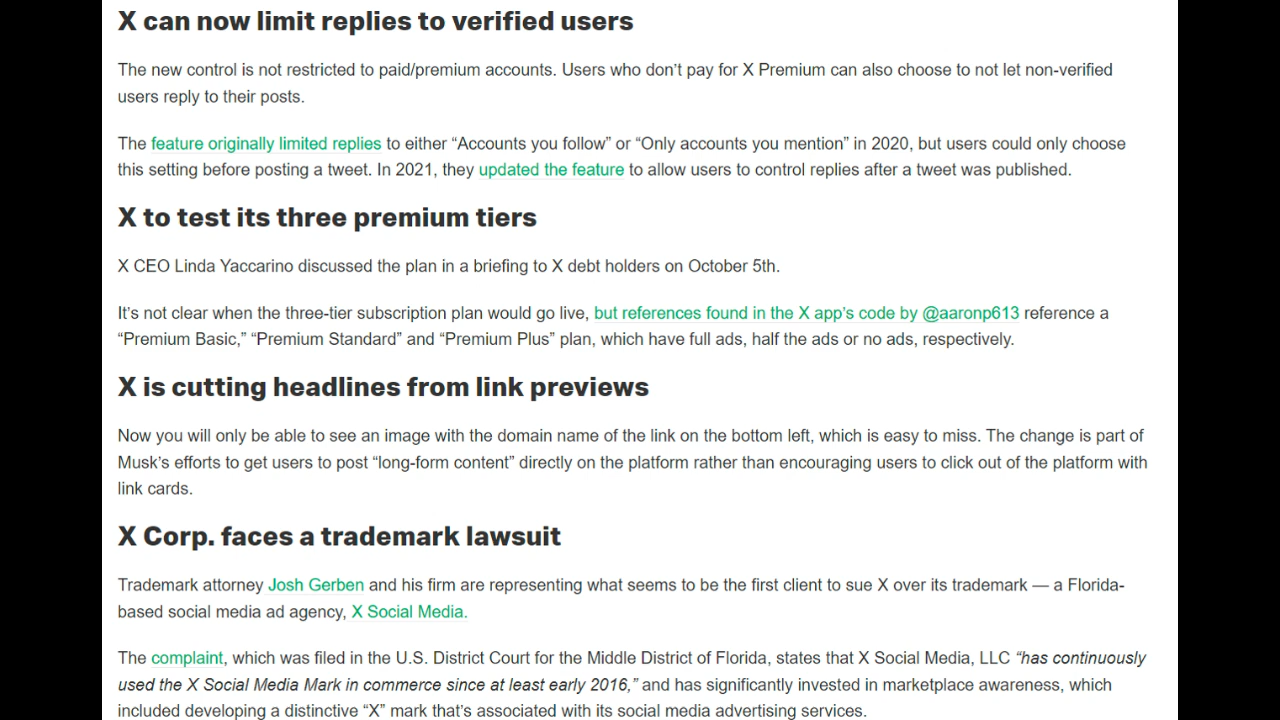 X can now limit replies to verified users
The new control is not restricted to paid/premium accounts. Users who don’t pay for X Premium can also choose to not let non-verified
users reply to their posts.
The feature originally limited replies to either “Accounts you follow” or “Only accounts you mention” in 2020, but users could only choose
this setting before posting a tweet. In 2021, they updated the feature to allow users to control replies after a tweet was published.
X to test its three premium tiers
X CEO Linda Yaccarino discussed the plan in a briefing to X debt holders on October 5th.
It’s not clear when the three-tier subscription plan would go live, but references found in the X app’s code by @aaronp613 reference a
“Premium Basic,” “Premium Standard” and “Premium Plus” plan, which have full ads, half the ads or no ads, respectively.
X is cutting headlines from link previews
Now you will only be able to see an image with the domain name of the link on the bottom left, which is easy to miss. The change is part of
Musk’s efforts to get users to post “long-form content” directly on the platform rather than encouraging users to click out of the platform with
link cards.
X Corp. faces a trademark lawsuit
Trademark attorney Josh Gerben and his firm are representing what seems to be the first client to sue X over its trademark — a Florida-
based social media ad agency, X Social Media.
The complaint, which was filed in the U.S. District Court for the Middle District of Florida, states that X Social Media, LLC “has continuously
used the X Social Media Mark in commerce since at least early 2016,” and has significantly invested in marketplace awareness, which
included developing a distinctive “X” mark that’s associated with its social media advertising services.